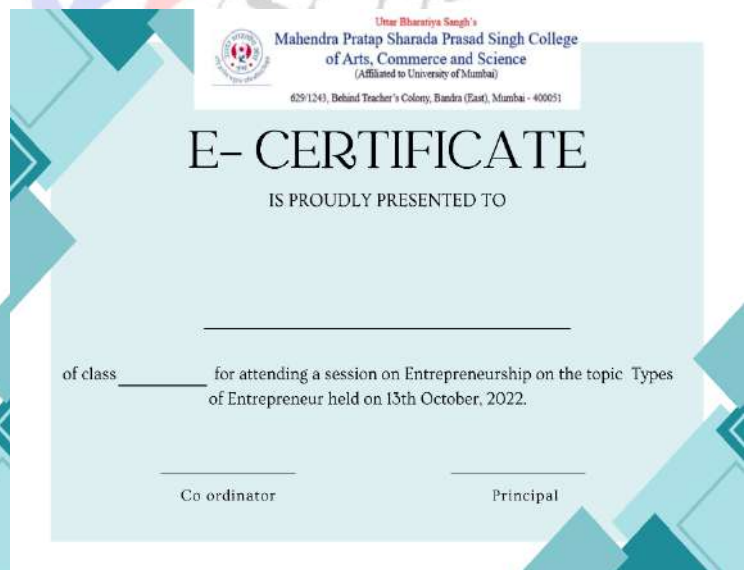 Uttar Bharatiya Sangh's
Mahendra Pratap Sharada Prasad Singh College
of Arts, Commerce and Science
(Affiliated to University of Mumbai)
629/1243, Behind Teacher's Colony, Bandra (East), Mumbai - 400051
E- CERTIFICATE
IS PROUDLY PRESENTED TO
of class for attending a session on Entrepreneurship on the topic Types
of Entrepreneur held on 13th October, 2022.
Co ordinator Principal